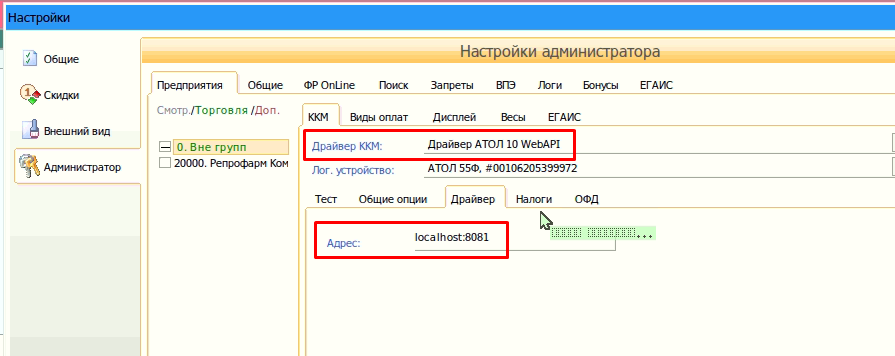 Настройки
Настройки администратора
Общие
Скидки
Внешний вид
Администратор
Предприятия Общие ФР OnLine Поиск Запреты ВПЭ Логи Бонусы ЕГАИС
Смотр./Торговля /Доп.
0. Вне групп
20000. Репрофарм Ком
ККМ Виды оплат Дисплей Весы ЕГАИС
Драйвер ККМ: Драйвер АТОЛ 10 WebAPI
Лог. устройство: АТОЛ 55Ф, #00106205399972
Тест Общие опции Драйвер Налоги ОФД
Адрес: localhost:8081